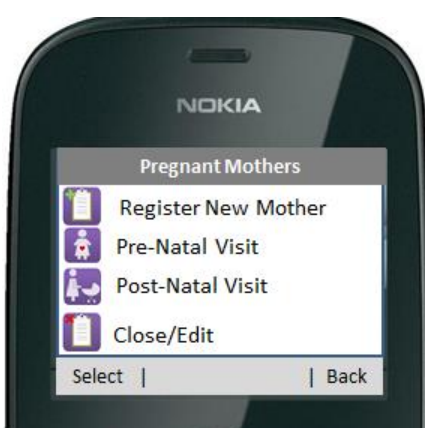 NOKIA
Pregnant Mothers
Register New Mother
Pre-Natal Visit
Post-Natal Visit
Close/Edit
Select | | Back